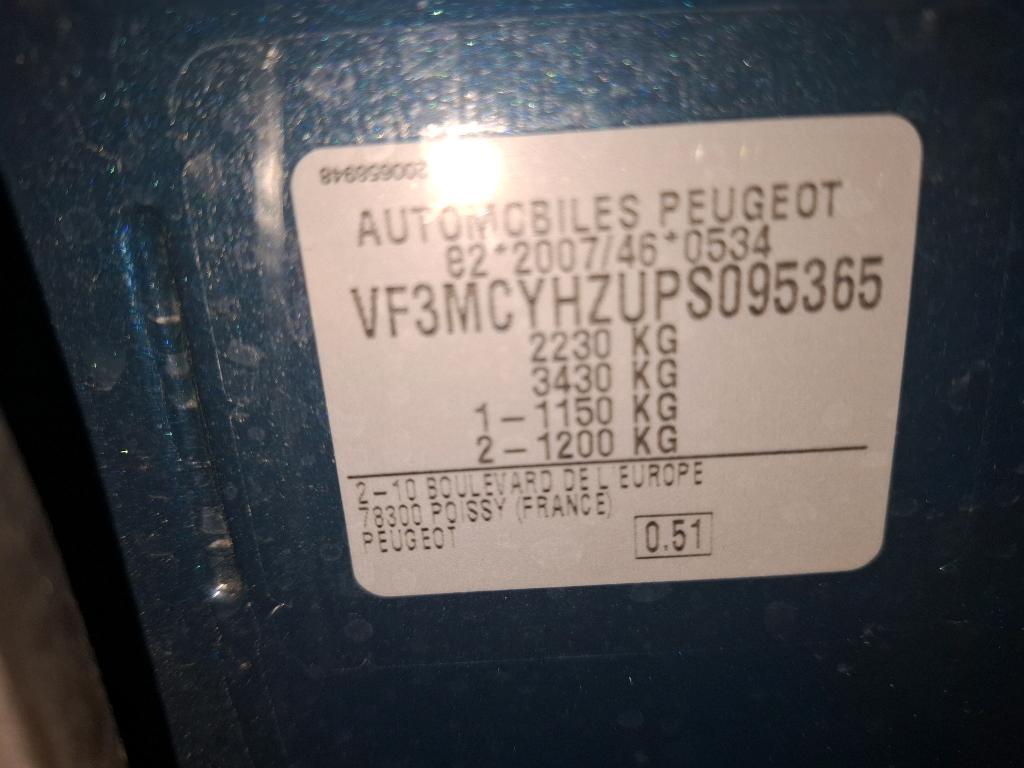 200658948
AUTOMOBILES PEUGEOT
e2*2007/46*0534
VF3MCYHZUPS095365
2230 KG
3430 KG
1-1150 KG
2-1200 KG
2-10 BOULEVARD DE L'EUROPE
78300 POISSY (FRANCE)
PEUGEOT
0.51